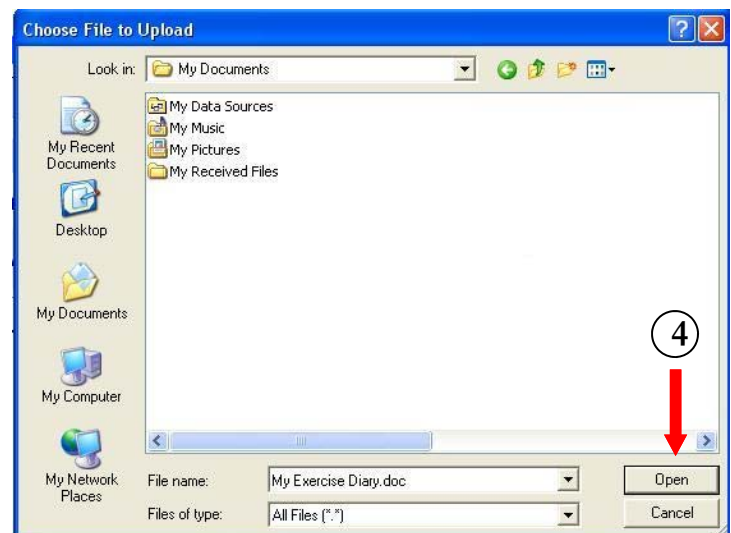 Choose File to Upload
Look in: My Documents
My Data Sources
My Music
My Pictures
My Received Files
My Recent
Documents
Desktop
My Documents
My Computer
My Network
Places
4
File name: My Exercise Diary.doc Open
Files of type: All Files (*.*) Cancel